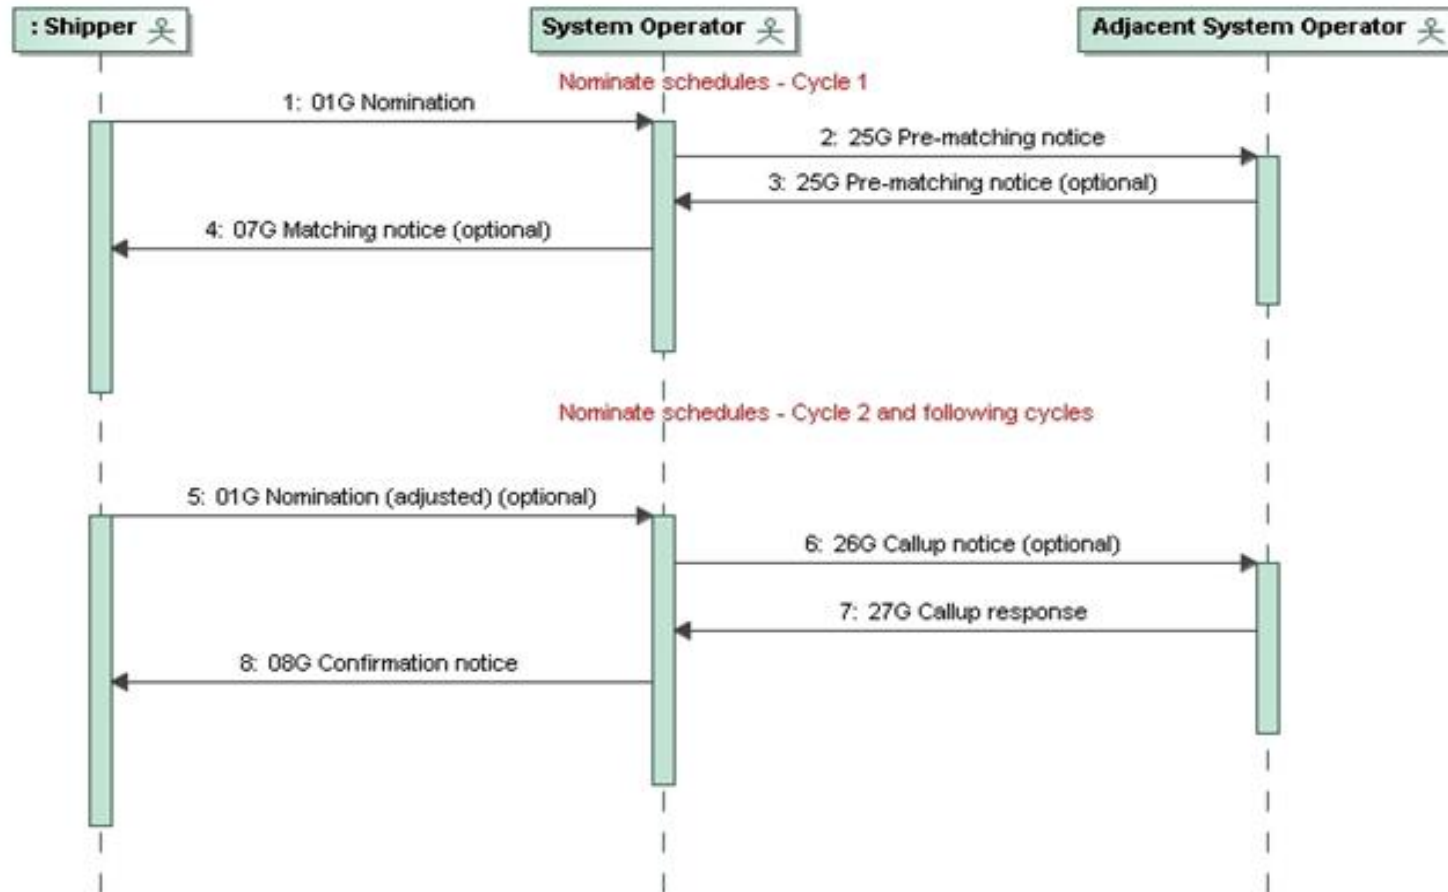 : Shipper
System Operator
Adjacent System Operator
Nominate schedules - Cycle 1
1: 01G Nomination
2: 25G Pre-matching notice
3: 25G Pre-matching notice (optional)
4: 07G Matching notice (optional)
Nominate schedules - Cycle 2 and following cycles
5: 01G Nomination (adjusted) (optional)
6: 26G Callup notice (optional)
7: 27G Callup response
8: 08G Confirmation notice